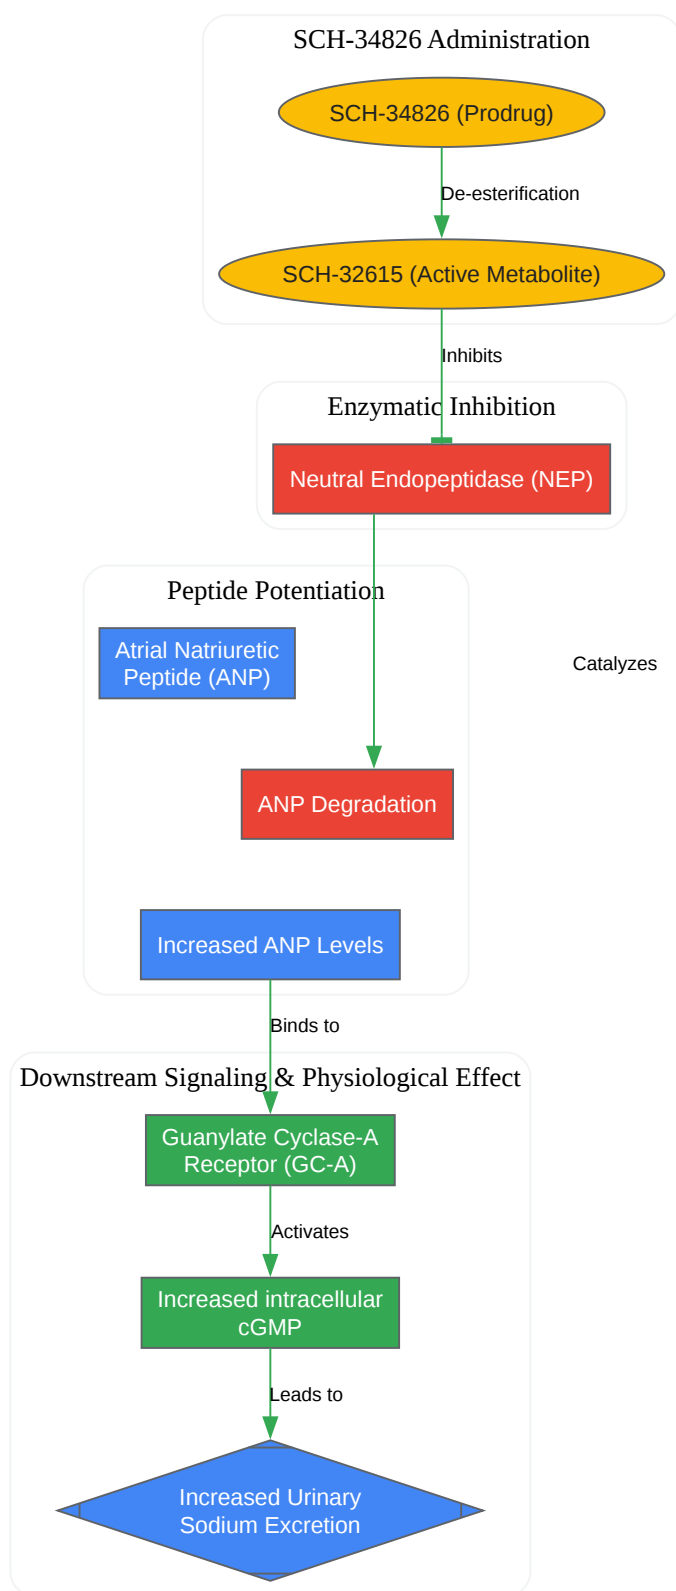 SCH-34826 Administration
SCH-34826 (Prodrug)
De-esterification
SCH-32615 (Active Metabolite)
Inhibits
Enzymatic Inhibition
Neutral Endopeptidase (NEP)
Peptide Potentiation
Atrial Natriuretic
Peptide (ANP)
Catalyzes
ANP Degradation
Increased ANP Levels
Binds to
Downstream Signaling & Physiological Effect
Guanylate Cyclase-A
Receptor (GC-A)
Activates
Increased intracellular
cGMP
Leads to
Increased Urinary
Sodium Excretion